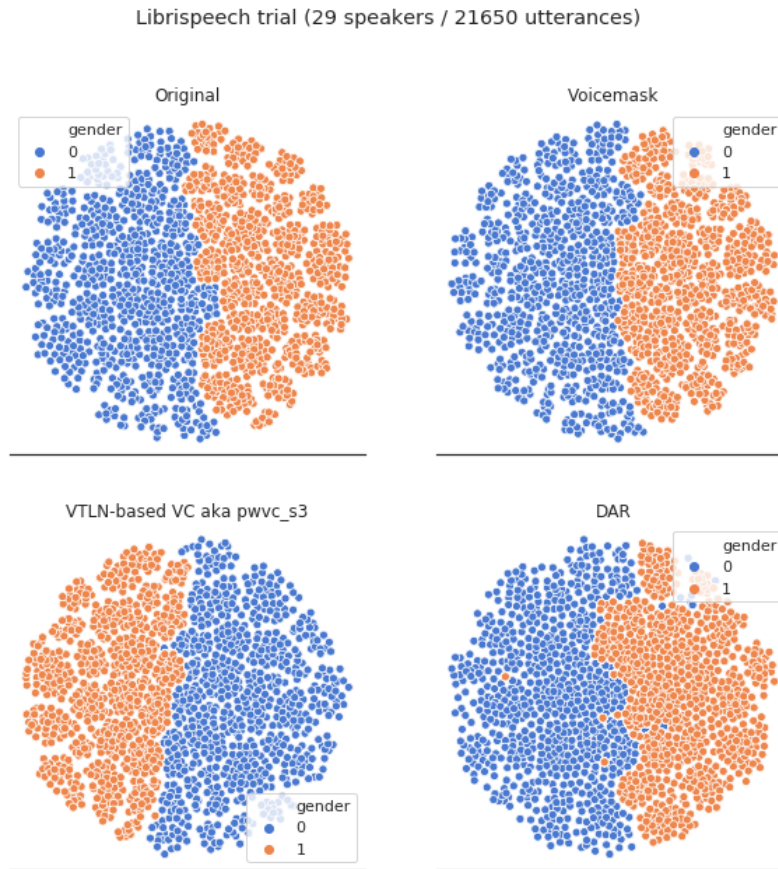 Librispeech trial (29 speakers / 21650 utterances)
Original
gender
0
1
Voicemask
gender
0
1
VTLN-based VC aka pwvc_s3
gender
0
1
DAR
gender
0
1